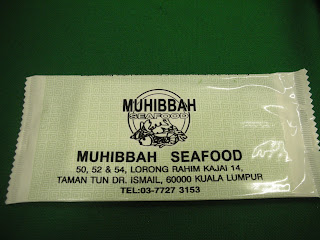 MUHIBBAH
SEAFOOD
MUHIBBAH SEAFOOD
50, 52 & 54, LORONG RAHIM KAJAI 14,
TAMAN TUN DR. ISMAIL, 60000 KUALA LUMPUR
TEL:03-7727 3153